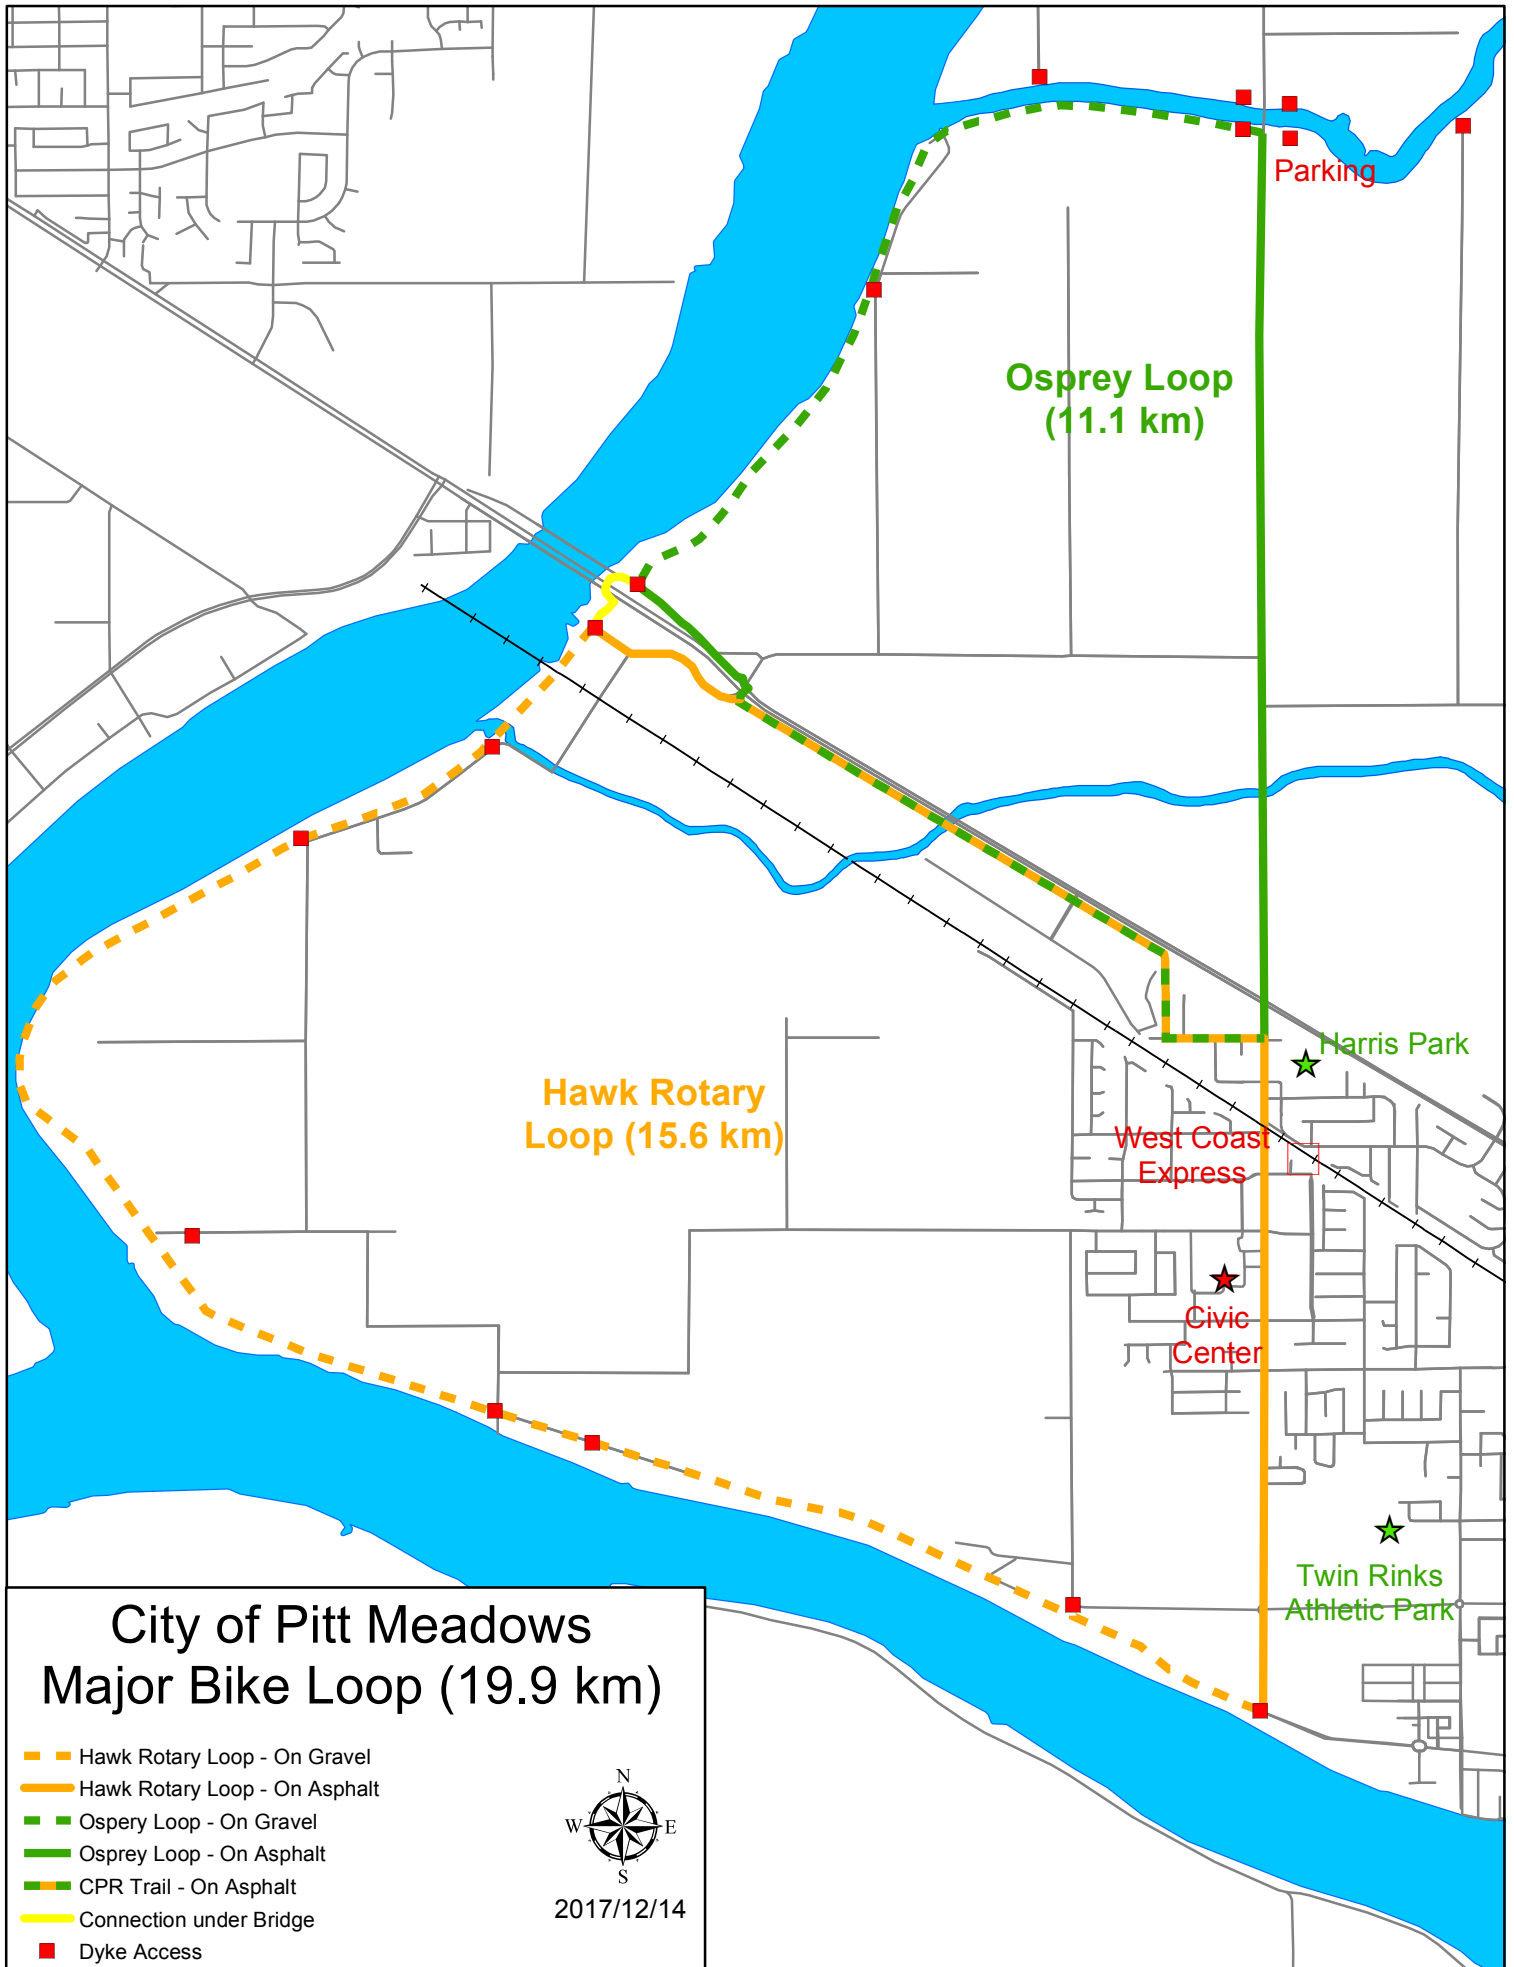 Parking
Osprey Loop
(11.1 km)
Harris Park
Hawk Rotary
Loop (15.6 km)
West Coast
Express
Civic
Center
Twin Rinks
Athletic Park
City of Pitt Meadows
Major Bike Loop (19.9 km)
Hawk Rotary Loop - On Gravel
Hawk Rotary Loop - On Asphalt
Ospery Loop - On Gravel
Osprey Loop - On Asphalt
CPR Trail - On Asphalt
Connection under Bridge
Dyke Access
N
W E
S
2017/12/14